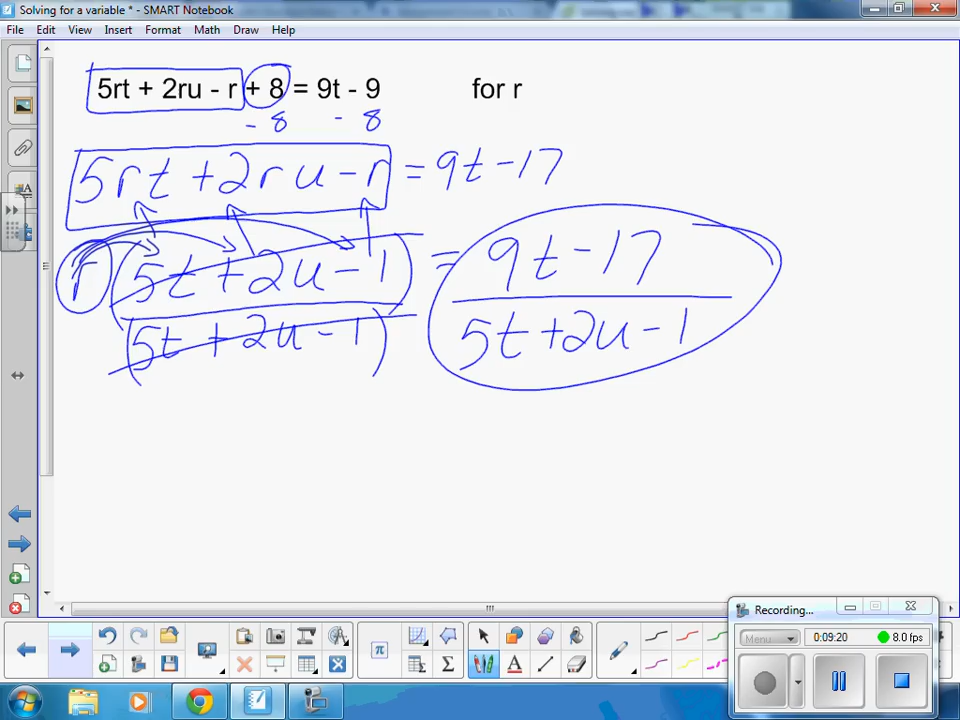 Solving for a variable * - SMART Notebook
File Edit View Insert Format Math Draw Help
5rt + 2ru - r + 8 = 9t - 9 for r
- 8 - 8
5rt + 2ru - r = 9t - 17
r (5t + 2u - 1) = 9t - 17
(5t + 2u - 1) 5t + 2u - 1
Recording...
Menu 0:09:20 8.0 fps